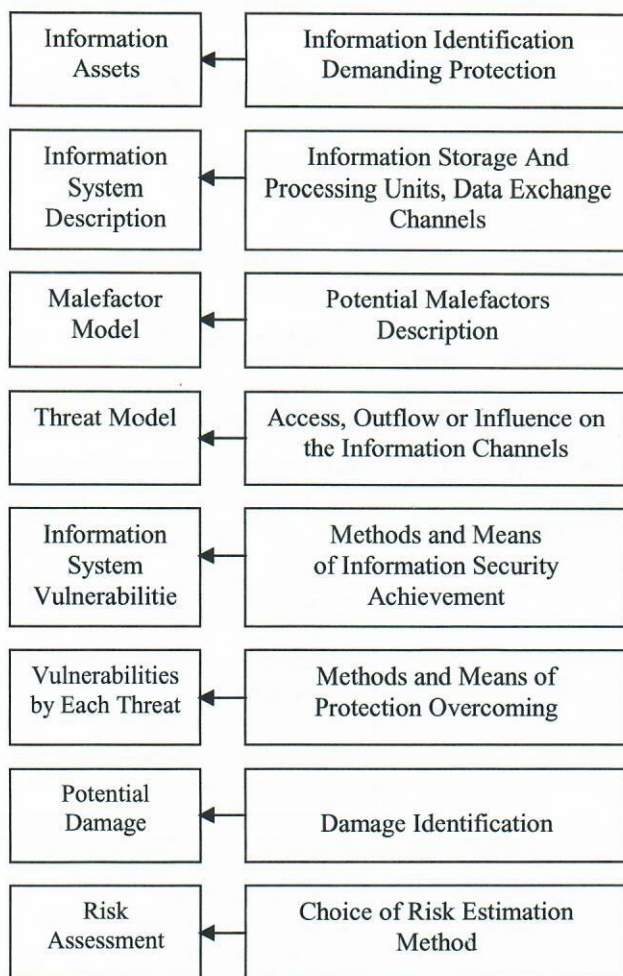 Information
Assets
Information Identification
Demanding Protection
Information
System
Description
Information Storage And
Processing Units, Data Exchange
Channels
Malefactor
Model
Potential Malefactors
Description
Threat Model
Access, Outflow or Influence on
the Information Channels
Information
System
Vulnerabilitie
Methods and Means
of Information Security
Achievement
Vulnerabilities
by Each Threat
Methods and Means of
Protection Overcoming
Potential
Damage
Damage Identification
Risk
Assessment
Choice of Risk Estimation
Method